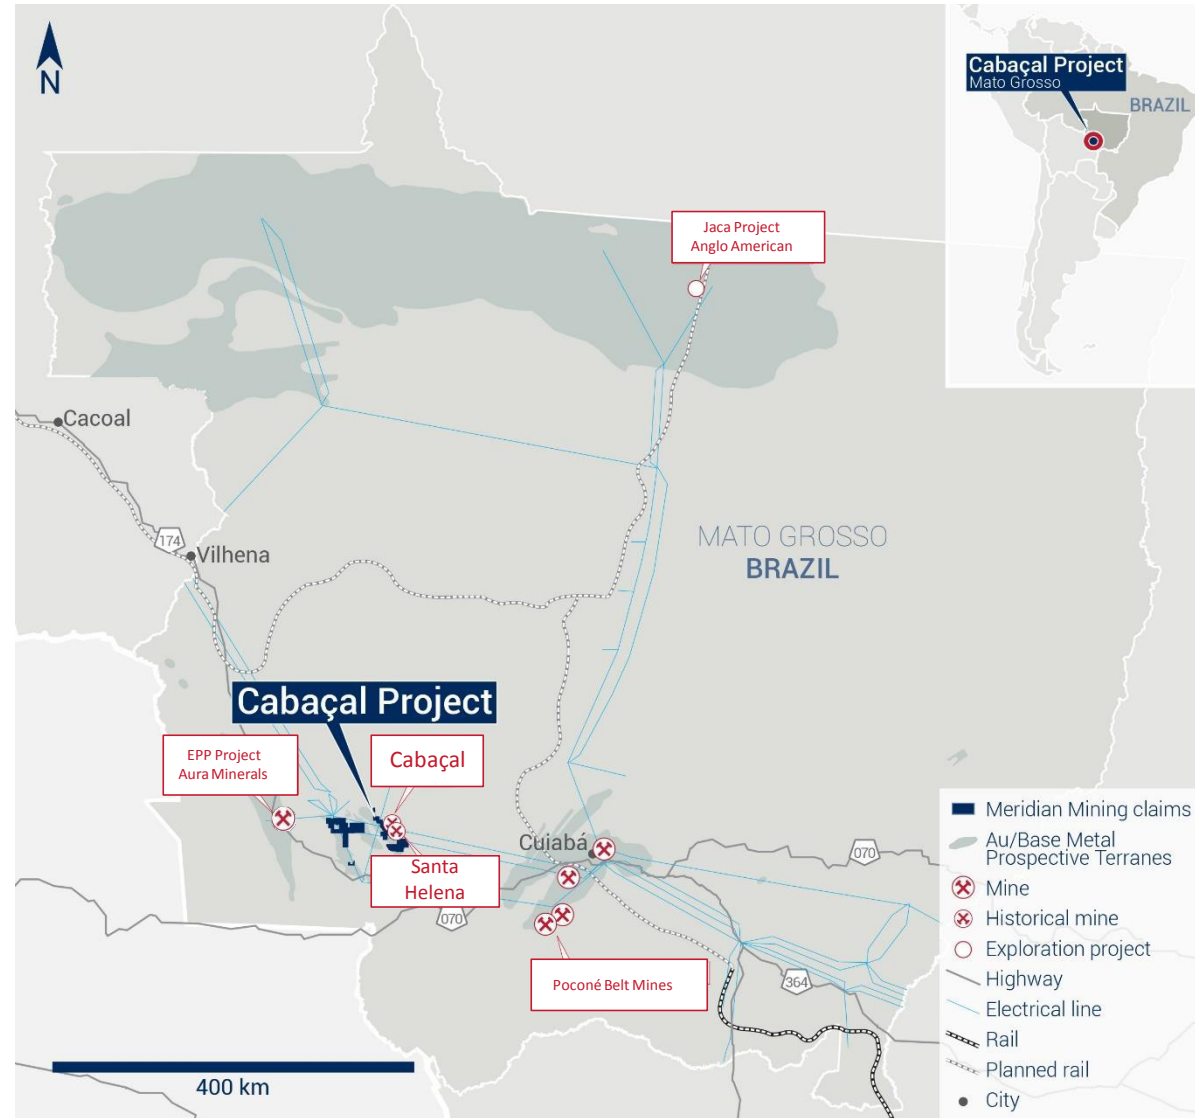 N
Cabaçal Project
Mato Grosso
BRAZIL
Jaca Project
Anglo American
Cacoal
174
Vilhena
MATO GROSSO
BRAZIL
Cabaçal Project
EPP Project
Aura Minerals
Cabaçal
Cuiabá
070
Santa
Helena
070
Poconé Belt Mines
364
400 km
Meridian Mining claims
Au/Base Metal
Prospective Terranes
Mine
Historical mine
Exploration project
Highway
Electrical line
Rail
Planned rail
City